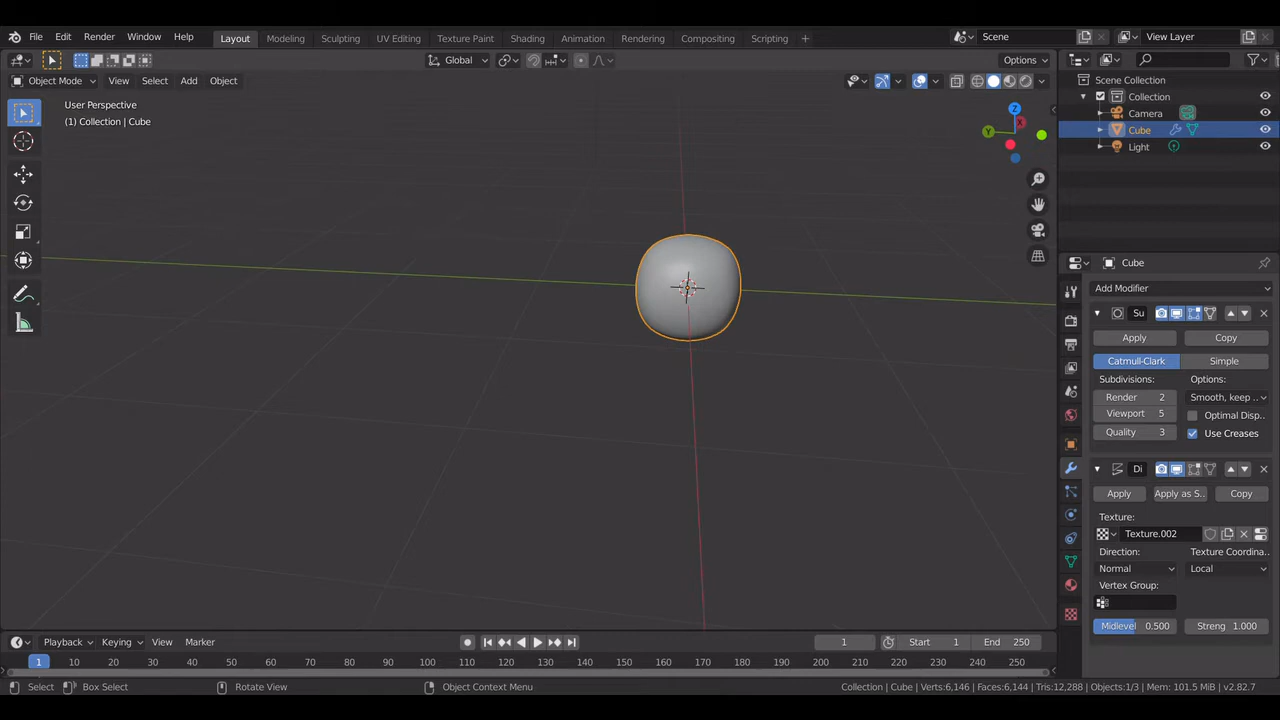 File Edit Render Window Help Layout Modeling Sculpting UV Editing Texture Paint Shading Animation Rendering Compositing Scripting + Scene View Layer
Global Options
Object Mode View Select Add Object
User Perspective
(1) Collection | Cube
Z
X
Y
Scene Collection
Collection
Camera
Cube
Light
Cube
Add Modifier
Su
Apply Copy
Catmull-Clark Simple
Subdivisions: Options:
Render 2 Smooth, keep ..
Viewport 5 Optimal Disp..
Quality 3 Use Creases
Di
Apply Apply as S.. Copy
Texture:
Texture.002
Direction: Texture Coordina..
Normal Local
Vertex Group:
Midlevel 0.500 Streng 1.000
Playback Keying View Marker 1 Start 1 End 250
1 10 20 30 40 50 60 70 80 90 100 110 120 130 140 150 160 170 180 190 200 210 220 230 240 250
Select Box Select Rotate View Object Context Menu Collection | Cube | Verts:6,146 | Faces:6,144 | Tris:12,288 | Objects:1/3 | Mem: 101.5 MiB | v2.82.7